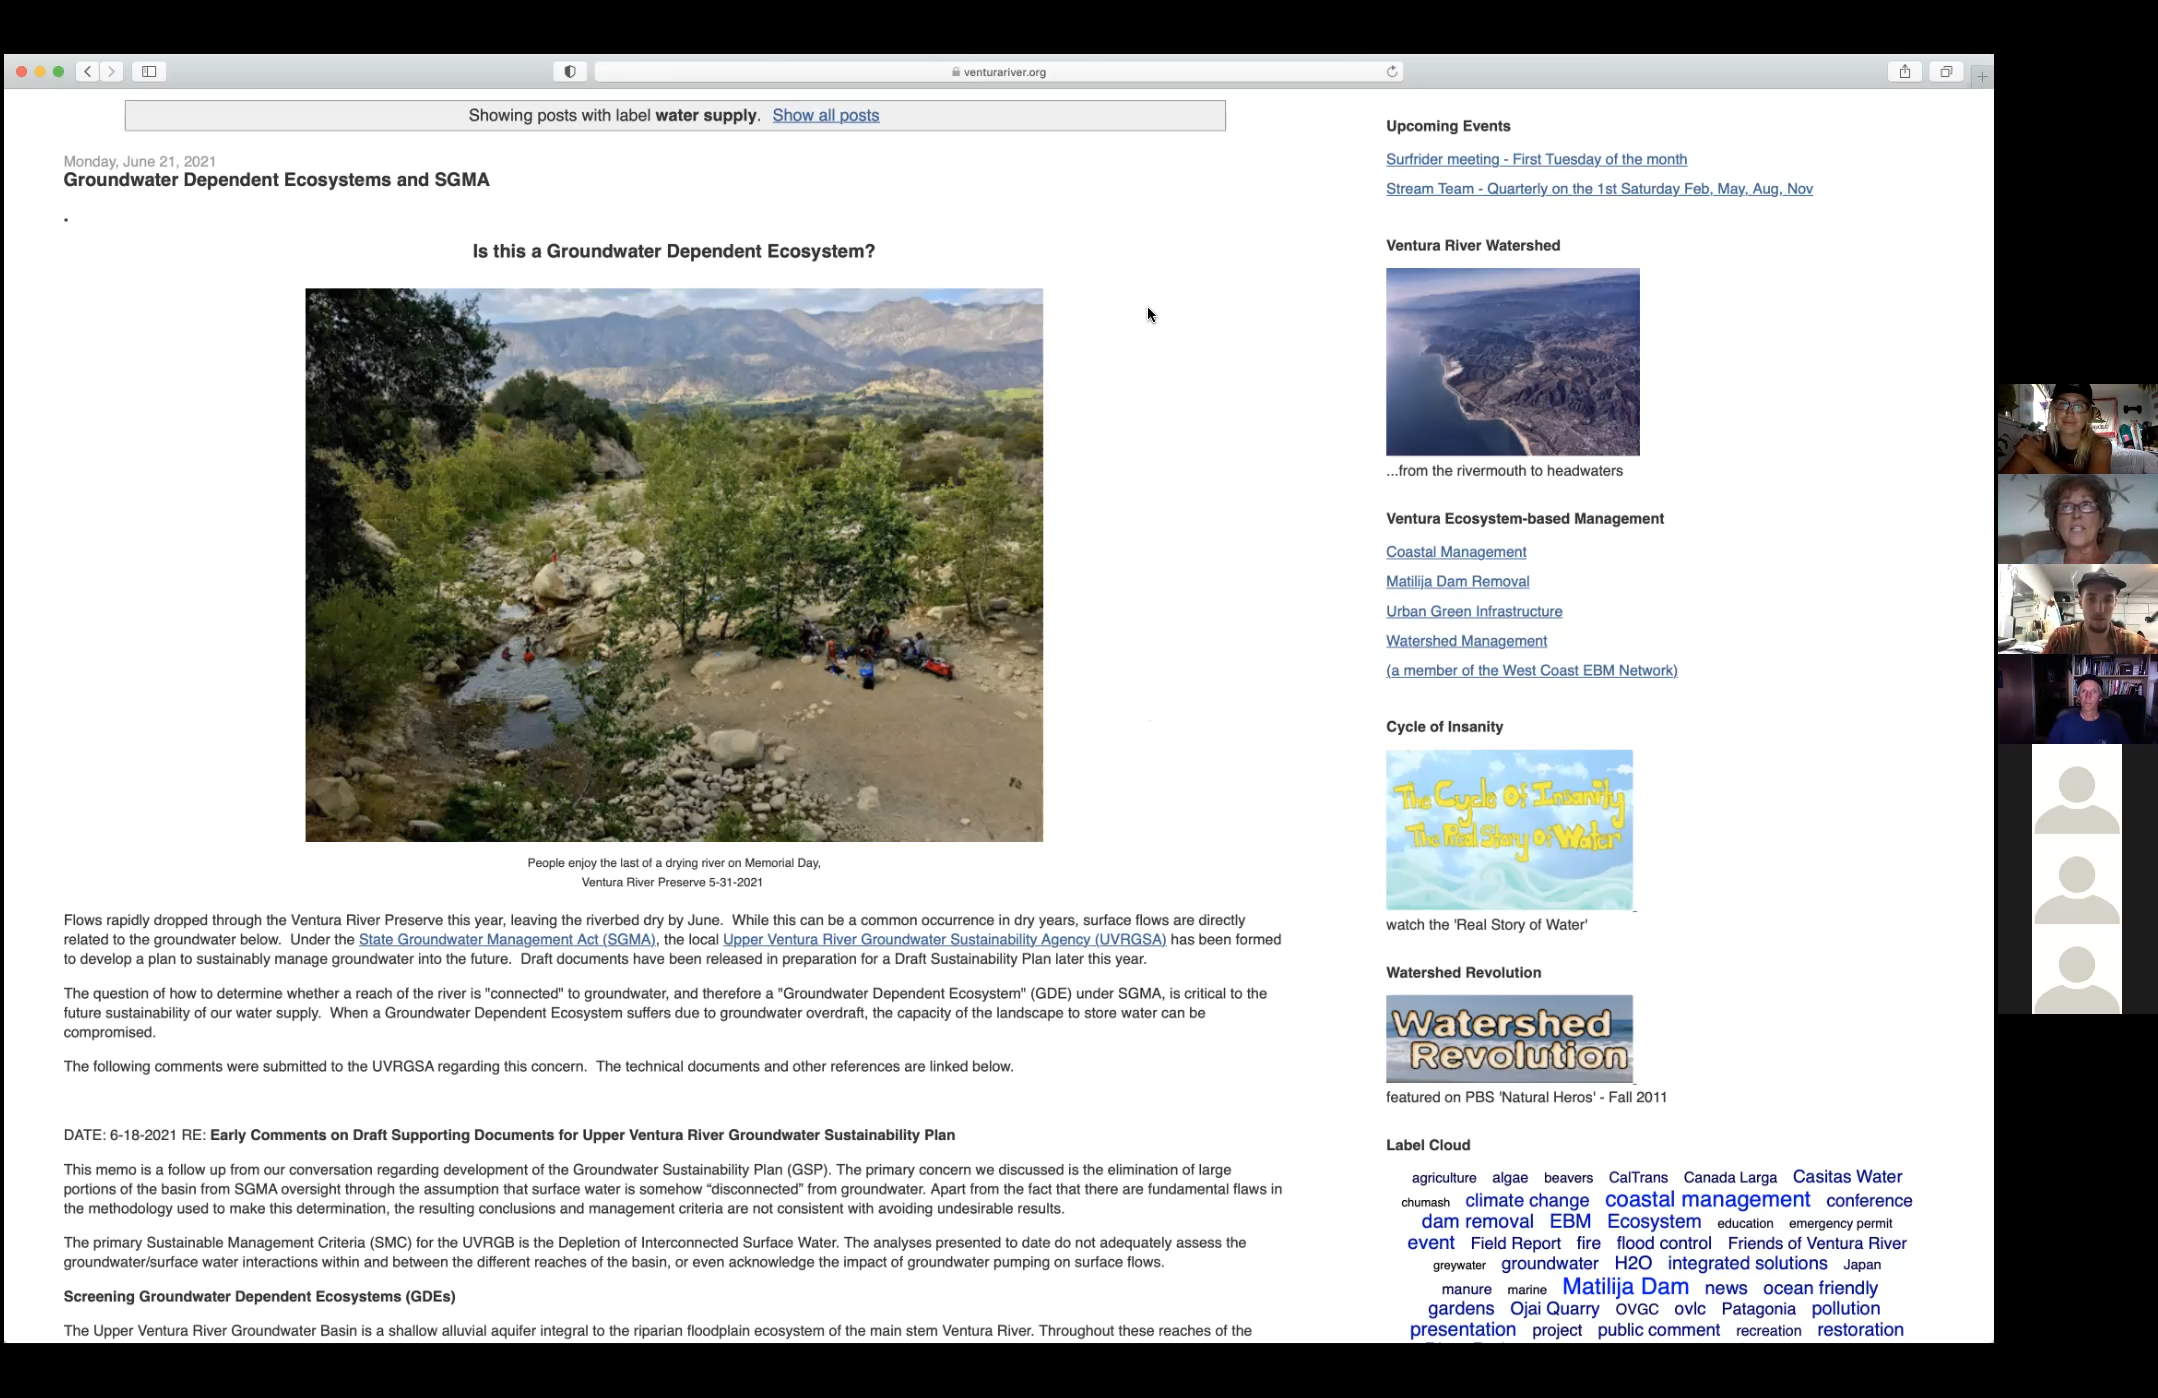 venturariver.org
Showing posts with label water supply. Show all posts
Monday, June 21, 2021
Groundwater Dependent Ecosystems and SGMA
.
Is this a Groundwater Dependent Ecosystem?
People enjoy the last of a drying river on Memorial Day,
Ventura River Preserve 5-31-2021
Flows rapidly dropped through the Ventura River Preserve this year, leaving the riverbed dry by June. While this can be a common occurrence in dry years, surface flows are directly
related to the groundwater below. Under the State Groundwater Management Act (SGMA), the local Upper Ventura River Groundwater Sustainability Agency (UVRGSA) has been formed
to develop a plan to sustainably manage groundwater into the future. Draft documents have been released in preparation for a Draft Sustainability Plan later this year.
The question of how to determine whether a reach of the river is "connected" to groundwater, and therefore a "Groundwater Dependent Ecosystem" (GDE) under SGMA, is critical to the
future sustainability of our water supply. When a Groundwater Dependent Ecosystem suffers due to groundwater overdraft, the capacity of the landscape to store water can be
compromised.
The following comments were submitted to the UVRGSA regarding this concern. The technical documents and other references are linked below.
DATE: 6-18-2021 RE: Early Comments on Draft Supporting Documents for Upper Ventura River Groundwater Sustainability Plan
This memo is a follow up from our conversation regarding development of the Groundwater Sustainability Plan (GSP). The primary concern we discussed is the elimination of large
portions of the basin from SGMA oversight through the assumption that surface water is somehow “disconnected” from groundwater. Apart from the fact that there are fundamental flaws in
the methodology used to make this determination, the resulting conclusions and management criteria are not consistent with avoiding undesirable results.
The primary Sustainable Management Criteria (SMC) for the UVRGB is the Depletion of Interconnected Surface Water. The analyses presented to date do not adequately assess the
groundwater/surface water interactions within and between the different reaches of the basin, or even acknowledge the impact of groundwater pumping on surface flows.
Screening Groundwater Dependent Ecosystems (GDEs)
The Upper Ventura River Groundwater Basin is a shallow alluvial aquifer integral to the riparian floodplain ecosystem of the main stem Ventura River. Throughout these reaches of the
Upcoming Events
Surfrider meeting - First Tuesday of the month
Stream Team - Quarterly on the 1st Saturday Feb, May, Aug, Nov
Ventura River Watershed
...from the rivermouth to headwaters
Ventura Ecosystem-based Management
Coastal Management
Matilija Dam Removal
Urban Green Infrastructure
Watershed Management
(a member of the West Coast EBM Network)
Cycle of Insanity
The Cycle Of Insanity
The Real Story Of Water
watch the 'Real Story of Water'
Watershed Revolution
Watershed
Revolution
featured on PBS 'Natural Heros' - Fall 2011
Label Cloud
agriculture algae beavers CalTrans Canada Larga Casitas Water
chumash climate change coastal management conference
dam removal EBM Ecosystem education emergency permit
event Field Report fire flood control Friends of Ventura River
greywater groundwater H2O integrated solutions Japan
manure marine Matilija Dam news ocean friendly
gardens Ojai Quarry OVGC ovlc Patagonia pollution
presentation project public comment recreation restoration